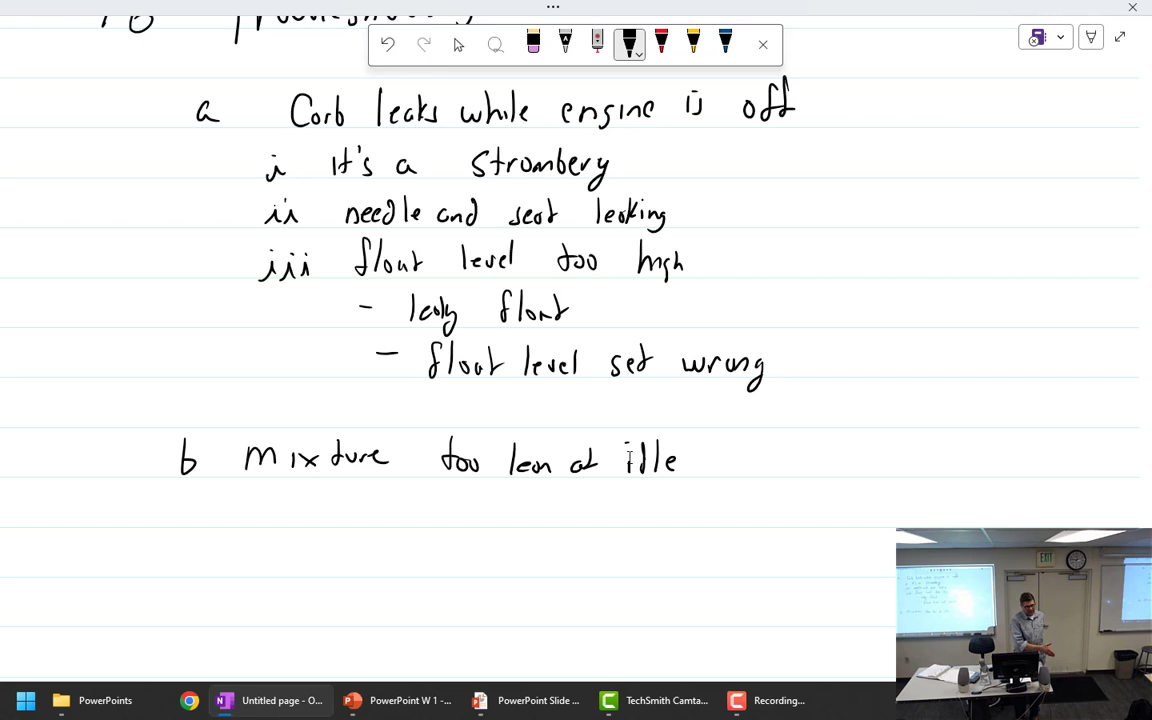 a Carb leaks while engine is off
i It's a Stromberg
ii needle and seat leaking
iii float level too high
- leaky float
- float level set wrong
b Mixture too lean at idle
EXIT
PowerPoints
Untitled page - O...
PowerPoint W 1 -...
PowerPoint Slide ...
TechSmith Camta...
Recording...